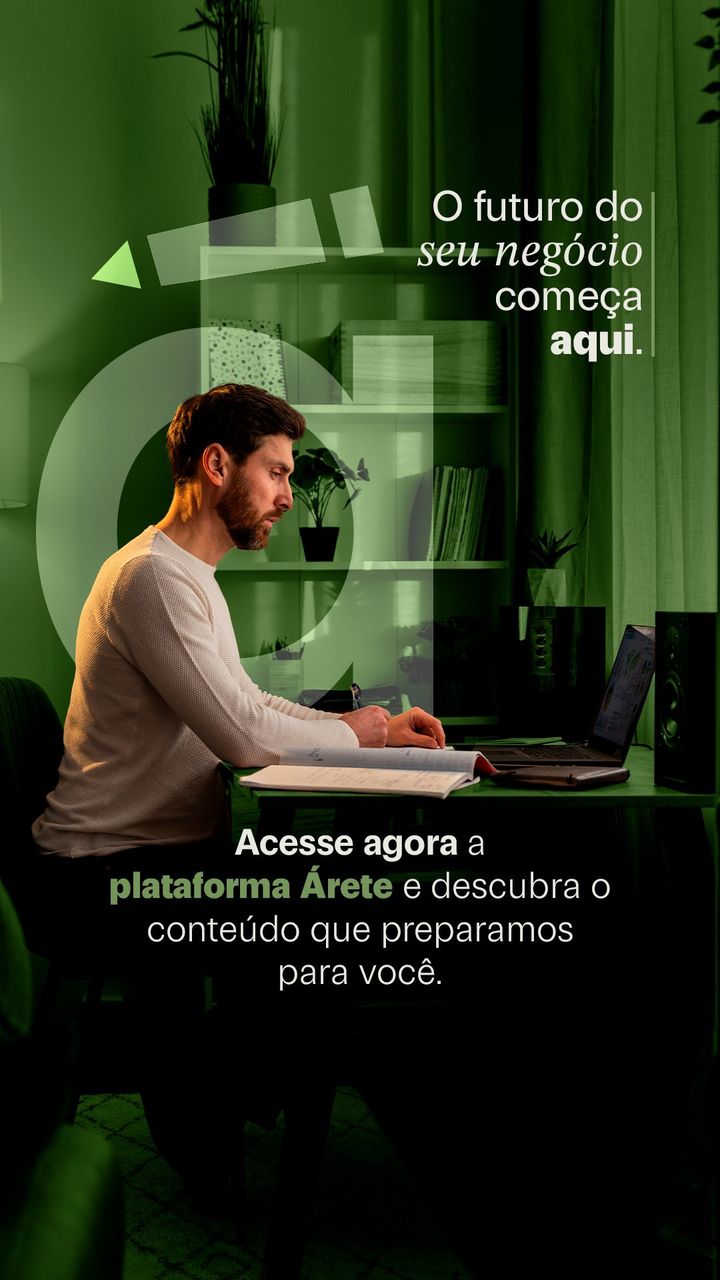 O futuro do
seu negócio
começa
aqui.
Acesse agora a
plataforma Árete e descubra o
conteúdo que preparamos
para você.